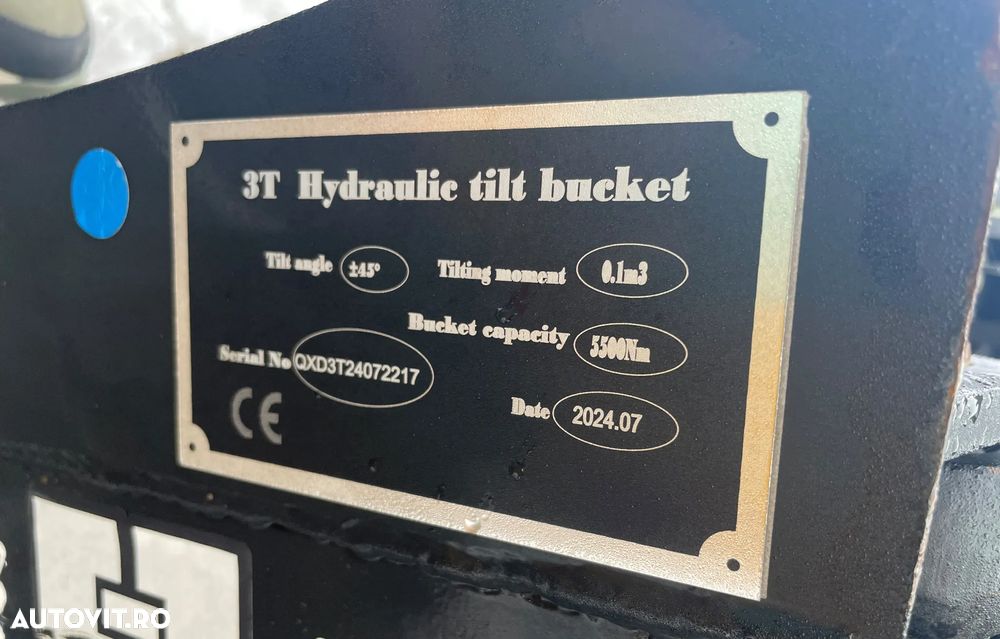 3T Hydraulic tilt bucket
Tilt angle ±45° Tilting moment 0.1m3
Bucket capacity 5500Nm
Serial No QXD3T24072217
CE
Date 2024.07
AUTOVIT.RO